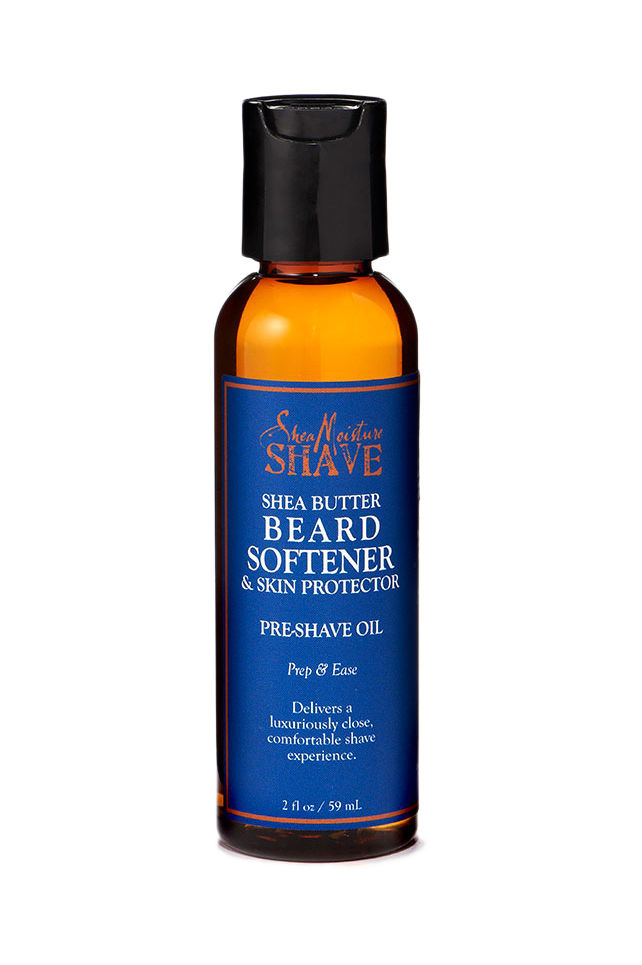 SheaMoisture
SHAVE
SHEA BUTTER
BEARD
SOFTENER
& SKIN PROTECTOR
PRE-SHAVE OIL
Prep & Ease
Delivers a
luxuriously close,
comfortable shave
experience.
2 fl oz / 59 mL